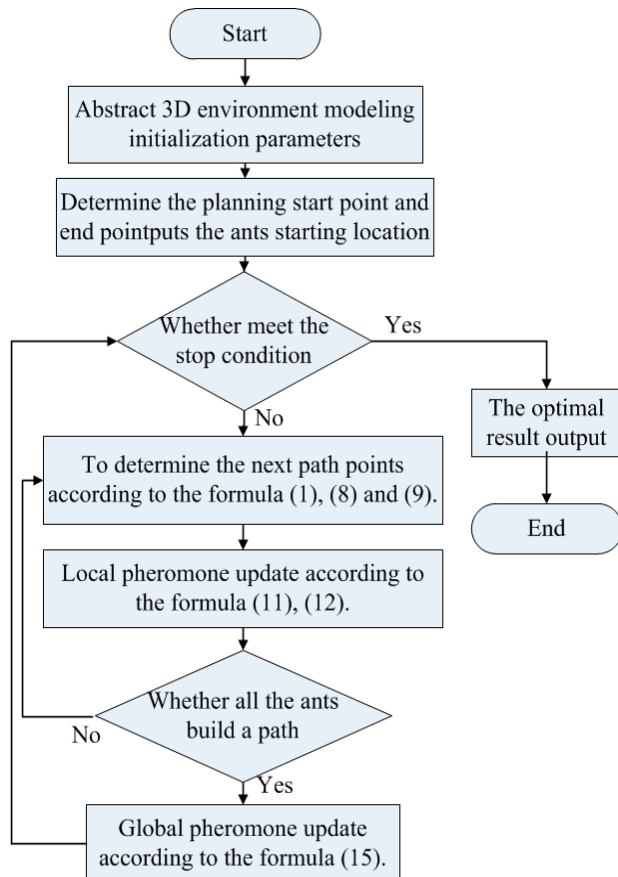 Start
Abstract 3D environment modeling
initialization parameters
Determine the planning start point and
end pointputs the ants starting location
Whether meet the
stop condition
Yes
No
The optimal
result output
End
To determine the next path points
according to the formula (1), (8) and (9).
Local pheromone update according to
the formula (11), (12).
Whether all the ants
build a path
No
Yes
Global pheromone update
according to the formula (15).